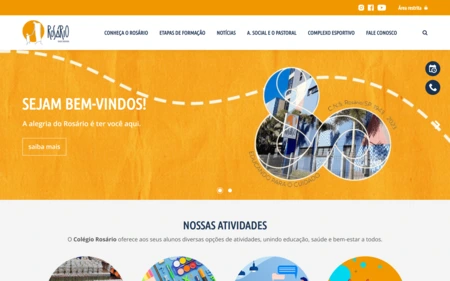 Área restrita
ROSÁRIO
CONHEÇA O ROSÁRIO
ETAPAS DE FORMAÇÃO
NOTÍCIAS
A. SOCIAL E O PASTORAL
COMPLEXO ESPORTIVO
FALE CONOSCO
SEJAM BEM-VINDOS!
A alegria do Rosário é ter você aqui.
saiba mais
NOSSAS ATIVIDADES
O Colégio Rosário oferece aos seus alunos diversas opções de atividades, unindo educação, saúde e bem-estar a todos.